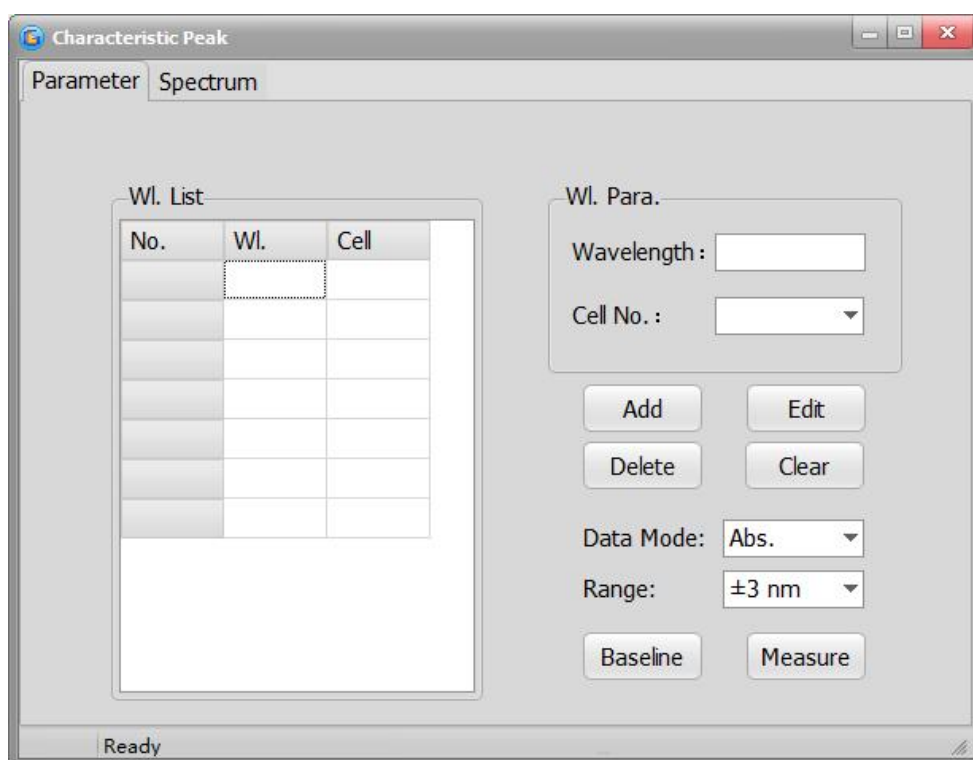 Characteristic Peak
Parameter Spectrum
Wl. List
No. Wl. Cell
Wl. Para.
Wavelength:
Cell No.:
Add Edit
Delete Clear
Data Mode: Abs.
Range: ±3 nm
Baseline Measure
Ready